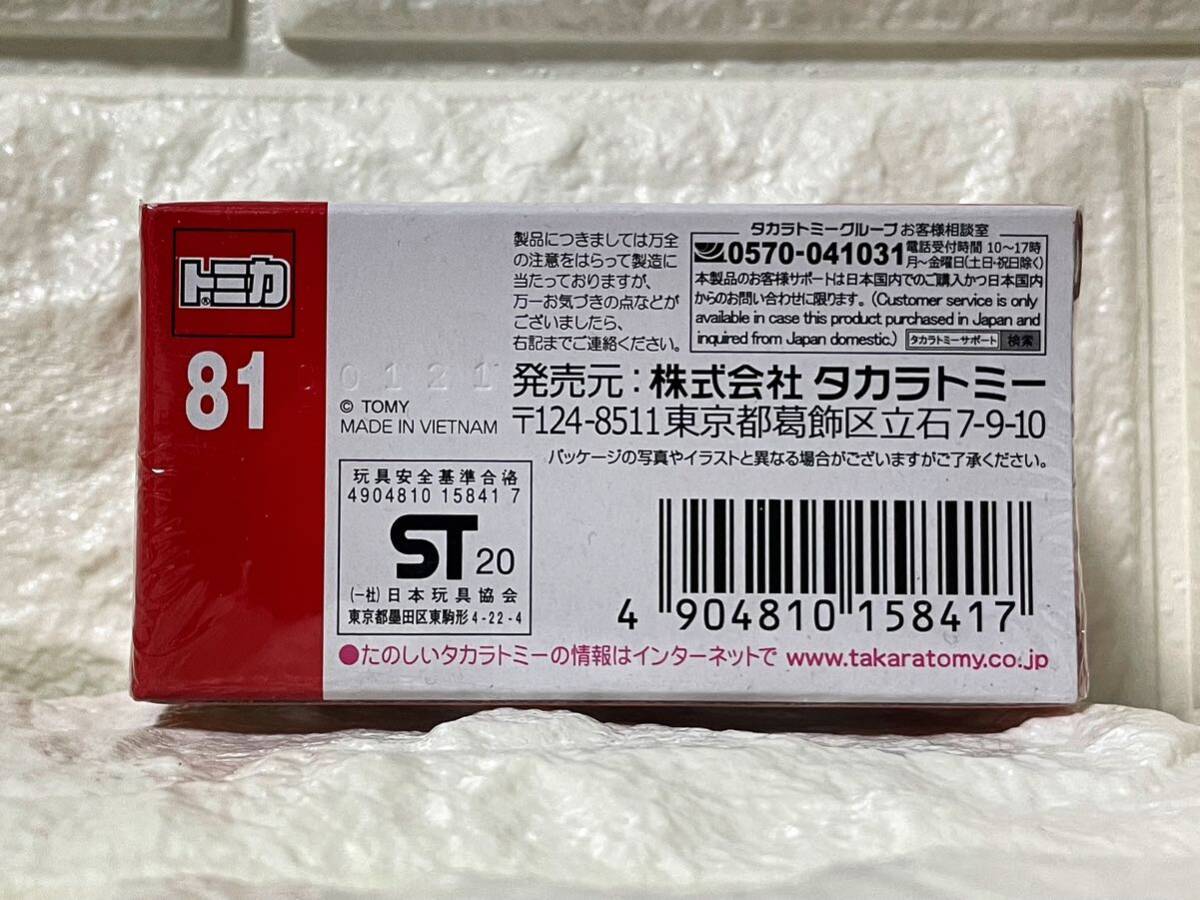 トミカ®
81
製品につきましては万全
の注意をはらって製造に
当たっておりますが、
万一お気づきの点などが
ございましたら、
右記までご連絡ください。
タカラトミーグループお客様相談室
0570-041031
電話受付時間 10〜17時
月〜金曜日(土日・祝日除く)
本製品のお客様サポートは日本国内でのご購入かつ日本国内
からのお問い合わせに限ります。(Customer service is only
available in case this product purchased in Japan and
inquired from Japan domestic.) タカラトミーサポート 検索
0121
© TOMY
MADE IN VIETNAM
発売元：株式会社 タカラトミー
〒124-8511 東京都葛飾区立石7-9-10
パッケージの写真やイラストと異なる場合がございますがご了承ください。
玩具安全基準合格
4904810 15841 7
ST 20
(一社)日本玩具協会
東京都墨田区東駒形4-22-4
4 904810 158417
●たのしいタカラトミーの情報はインターネットで www.takaratomy.co.jp